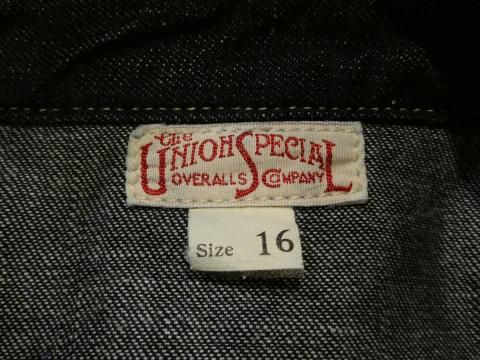 The
UNION SPECIAL
OVERALLS COMPANY
Size 16